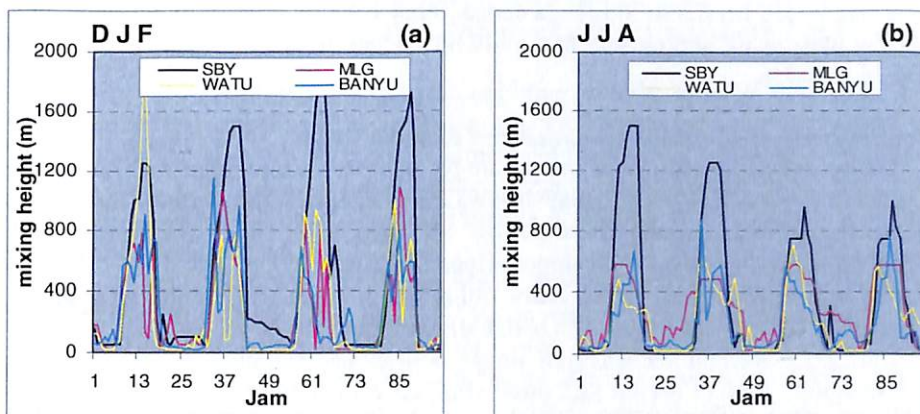 D J F (a)
2000
1600
1200
800
400
0
mixing height (m)
SBY MLG
WATU BANYU
1 13 25 37 49 61 73 85
Jam
J J A (b)
2000
1600
1200
800
400
0
mixing height (m)
SBY MLG
WATU BANYU
1 13 25 37 49 61 73 85
Jam